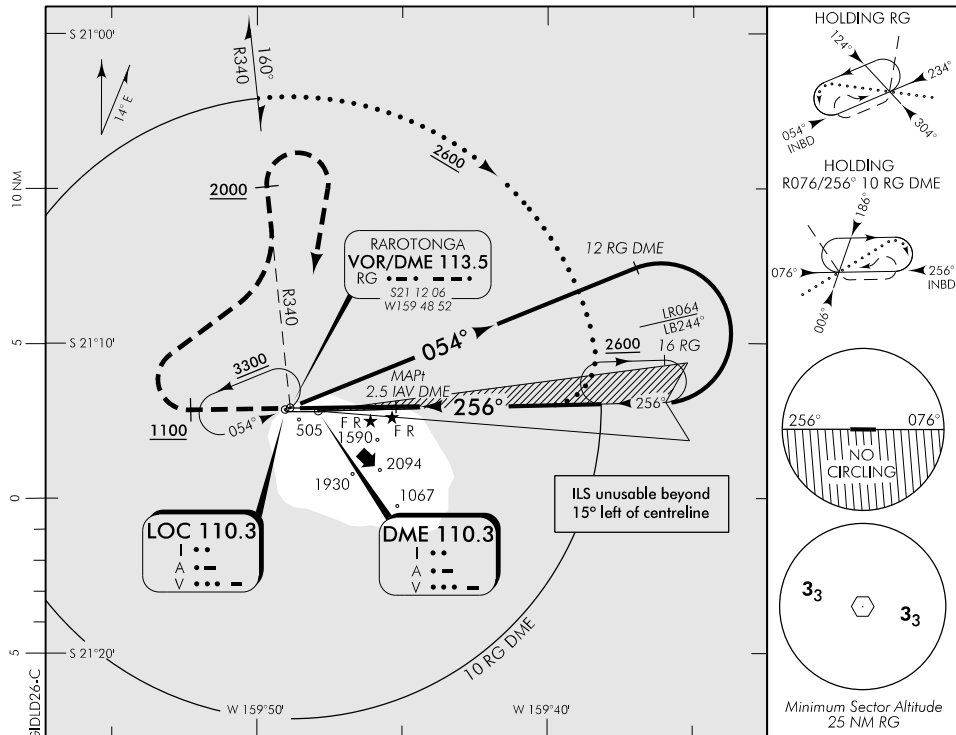 S 21°00'
160°
R340
14° E
10 NM
2000
2600
RAROTONGA
VOR/DME 113.5
RG
S21 12 06
W159 48 52
12 RG DME
R340
5
S 21°10'
054°
LR064
LB244°
2600
16 RG
3300
MAPt
2.5 IAV DME
256°
256°
054°
1100
505
F R
F R
1590
2094
1930
1067
0
ILS unusable beyond
15º left of centreline
LOC 110.3
I
A
V
DME 110.3
I
A
V
10 RG DME
5
S 21°20'
GIDLD26-C
W 159°50'
W 159°40'
HOLDING RG
124°
234°
054°
INBD
304°
HOLDING
R076/256° 10 RG DME
186°
076°
256°
INBD
006°
256°
076°
NO
CIRCLING
33
33
Minimum Sector Altitude
25 NM RG